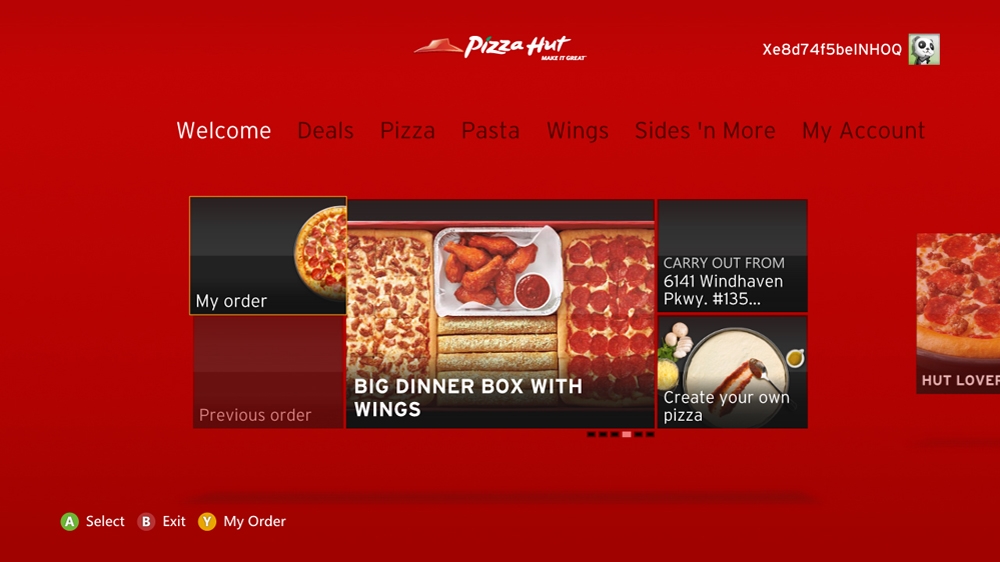 Pizza Hut
MAKE IT GREAT
Xe8d74f5beINHOQ
Welcome Deals Pizza Pasta Wings Sides 'n More My Account
My order
Previous order
BIG DINNER BOX WITH
WINGS
CARRY OUT FROM
6141 Windhaven
Pkwy. #135...
Create your own
pizza
HUT LOVER
A Select B Exit Y My Order